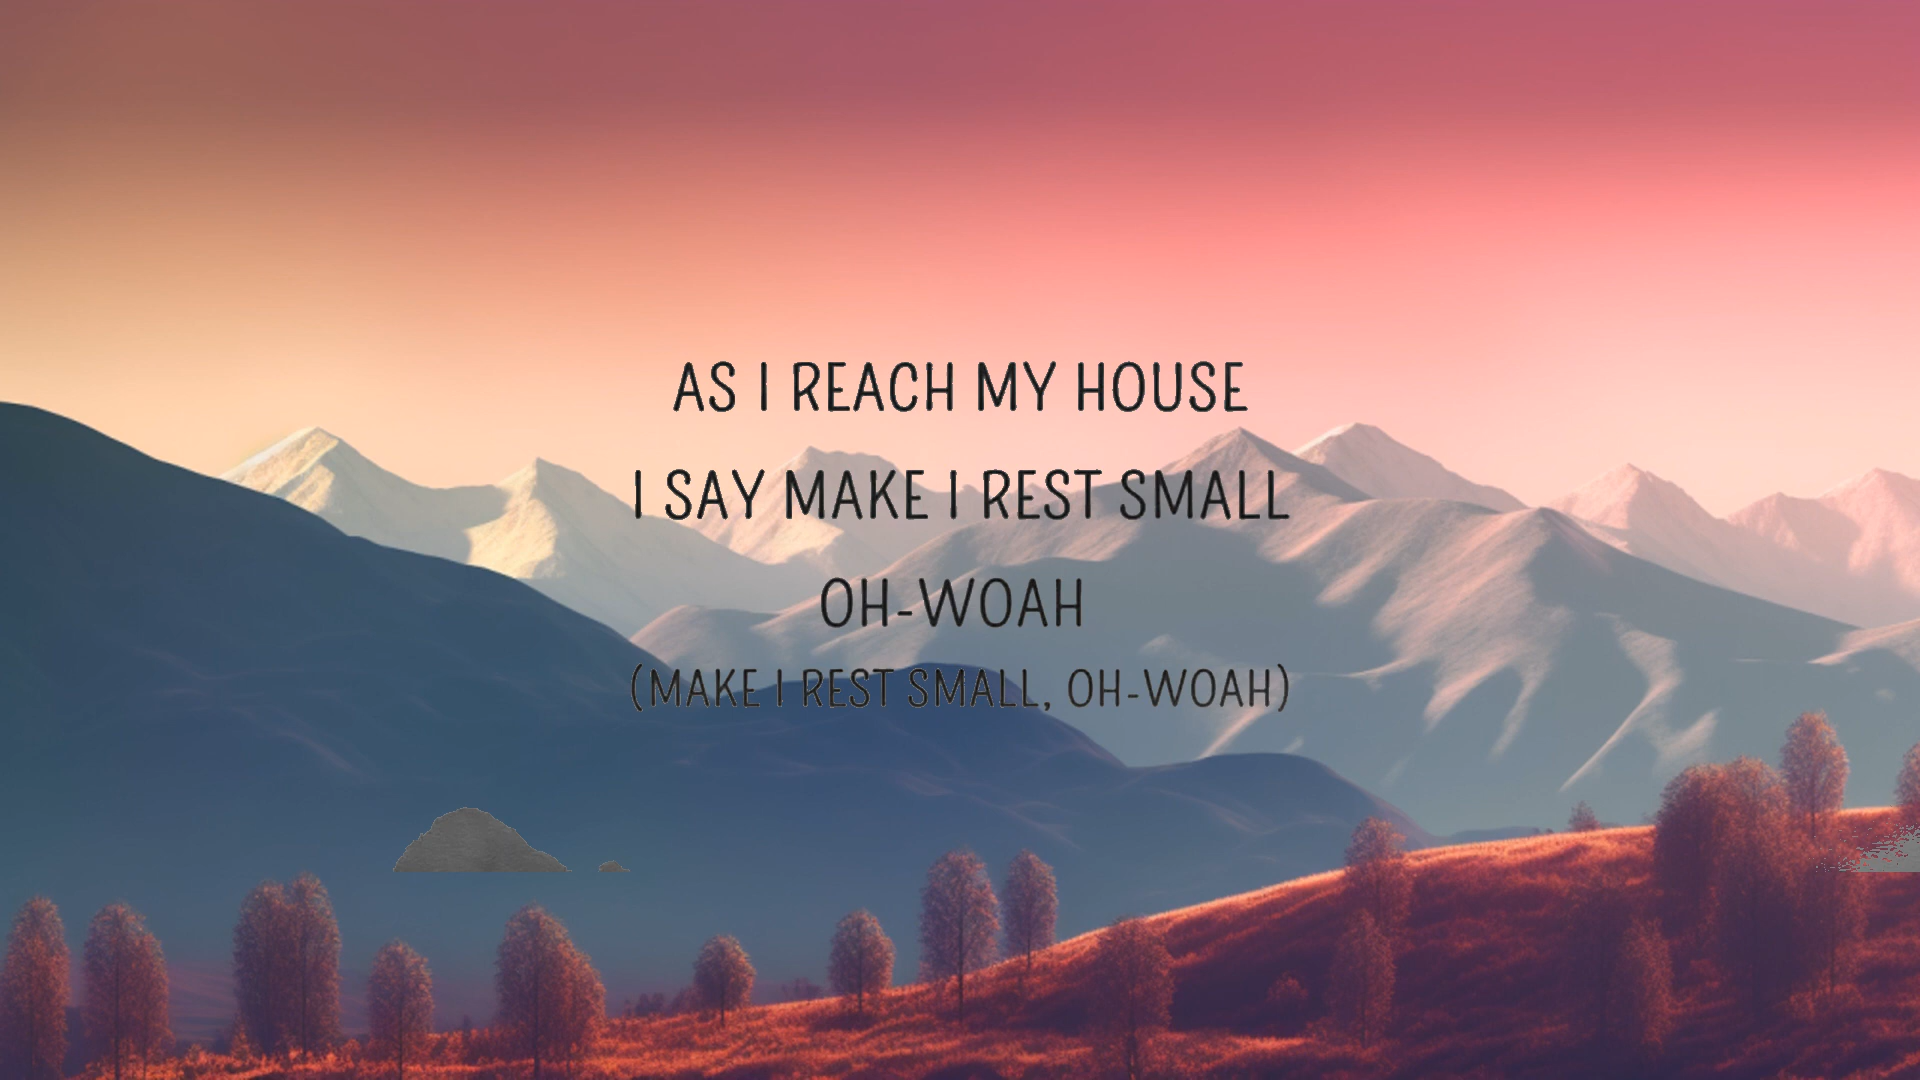 AS I REACH MY HOUSE
I SAY MAKE I REST SMALL
OH-WOAH
(MAKE I REST SMALL, OH-WOAH)